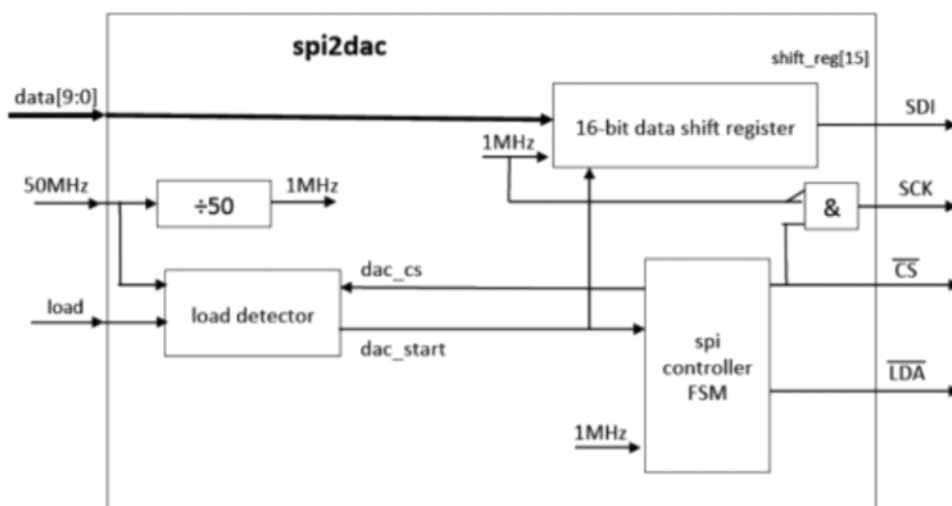 spi2dac
shift_reg[15]
data[9:0]
16-bit data shift register
SDI
1MHz
50MHz
÷50
1MHz
&
SCK
dac_cs
CS
load
load detector
dac_start
spi
controller
FSM
LDA
1MHz